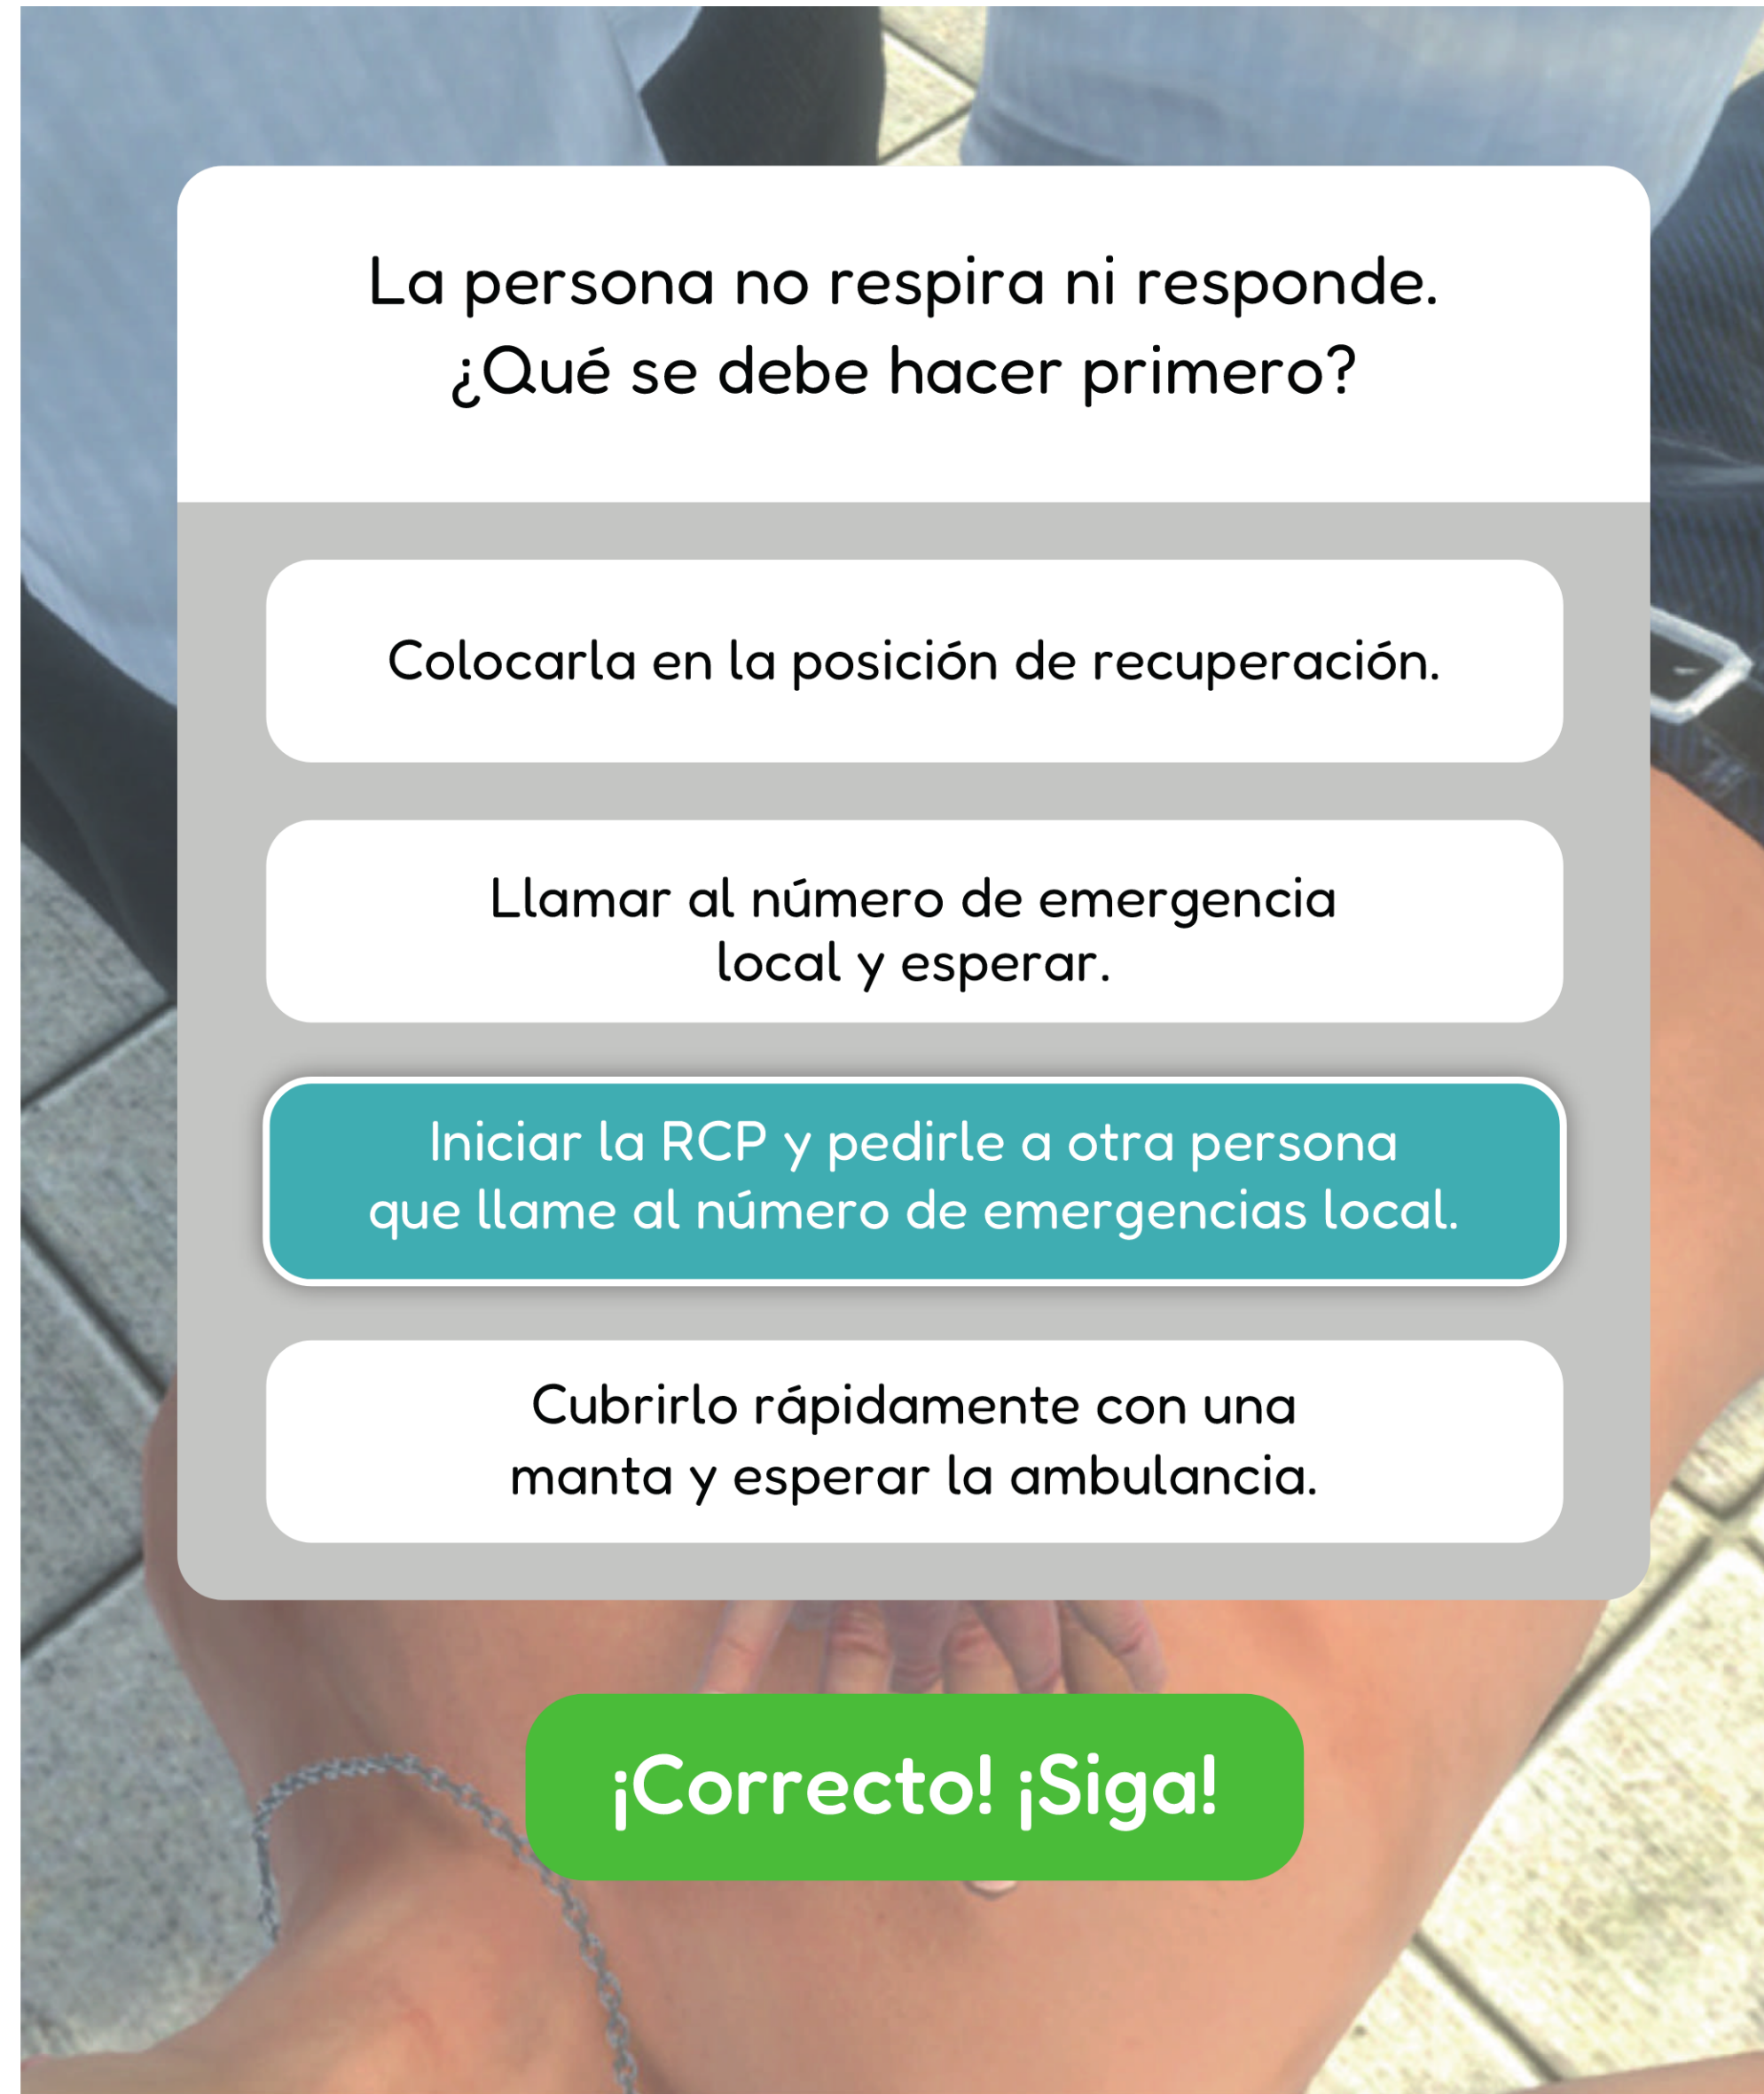 La persona no respira ni responde.
¿Qué se debe hacer primero?
Colocarla en la posición de recuperación.
Llamar al número de emergencia
local y esperar.
Iniciar la RCP y pedirle a otra persona
que llame al número de emergencias local.
Cubrirlo rápidamente con una
manta y esperar la ambulancia.
¡Correcto! ¡Siga!